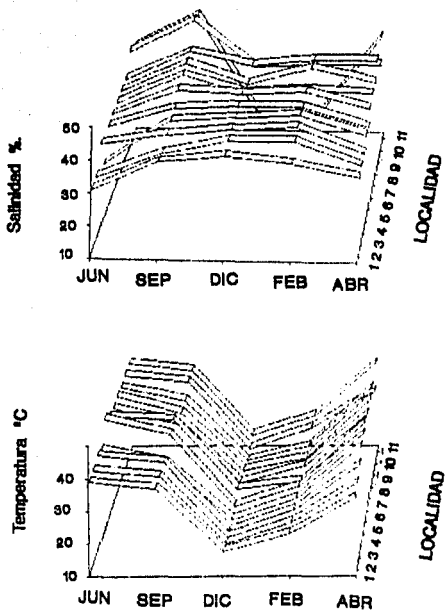 Salinidad %.
50
40
30
20
10
JUN SEP DIC FEB ABR
1 2 3 4 5 6 7 8 9 10 11
LOCALIDAD
Temperatura °C
40
30
20
10
JUN SEP DIC FEB ABR
1 2 3 4 5 6 7 8 9 10 11
LOCALIDAD